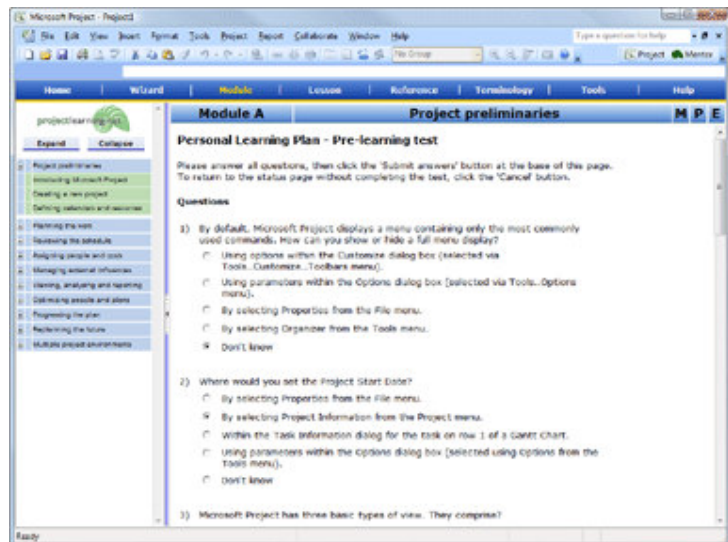 Microsoft Project - Project1
File Edit View Insert Format Tools Project Report Collaborate Window Help
Type a question for help
No Group
Project Mentor
Home Wizard Module Lesson Reference Terminology Tools Help
projectlearning.net
Expand Collapse
Project preliminaries
Introducing Microsoft Project
Creating a new project
Defining calendars and resources
Planning the work
Reviewing the schedule
Assigning people and costs
Managing external influences
Viewing, analysing and reporting
Optimising people and plans
Progressing the plan
Replanning the future
Multiple project environments
Module A Project preliminaries M P E
Personal Learning Plan - Pre-learning test
Please answer all questions, then click the 'Submit answers' button at the base of this page.
To return to the status page without completing the test, click the 'Cancel' button.
Questions
1) By default, Microsoft Project displays a menu containing only the most commonly
used commands. How can you show or hide a full menu display?
Using options within the Customize dialog box (selected via
Tools..Customize..Toolbars menu).
Using parameters within the Options dialog box (selected via Tools..Options
menu).
By selecting Properties from the File menu.
By selecting Organizer from the Tools menu.
Don't know
2) Where would you set the Project Start Date?
By selecting Properties from the File menu.
By selecting Project Information from the Project menu.
Within the Task Information dialog for the task on row 1 of a Gantt Chart.
Using parameters within the Options dialog box (selected using Options from the
Tools menu).
Don't know
3) Microsoft Project has three basic types of view. They comprise?
Ready